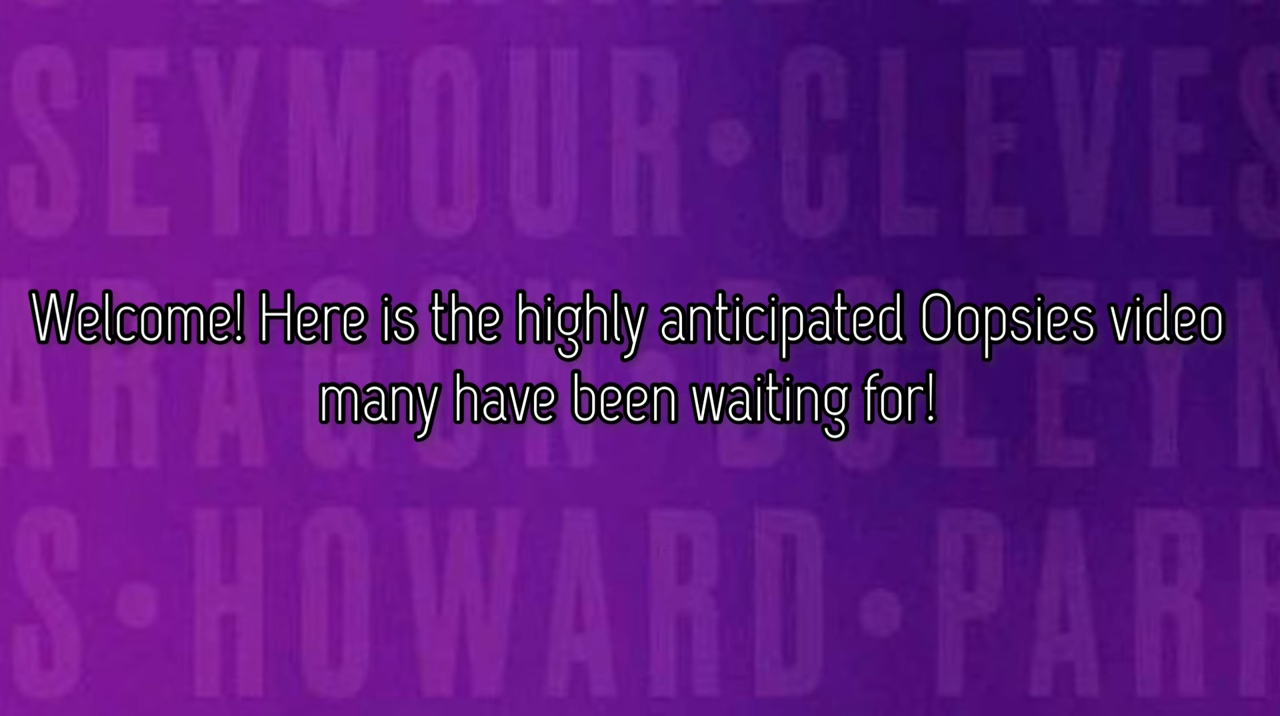 SEYMOUR • CLEVES
Welcome! Here is the highly anticipated Oopsies video
ARAGON • BOLEYN
many have been waiting for!
S • HOWARD • PARR